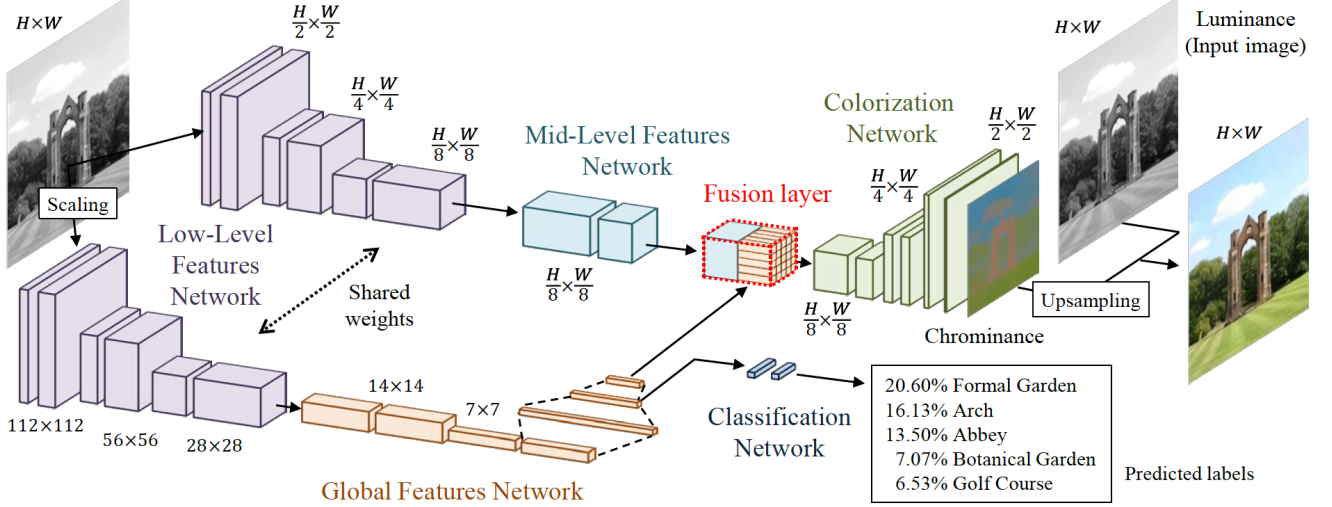 H×W
Scaling
H/2 × W/2
H/4 × W/4
H/8 × W/8
Low-Level
Features
Network
Shared
weights
112×112
56×56
28×28
Mid-Level Features
Network
H/8 × W/8
Fusion layer
14×14
7×7
Global Features Network
Colorization
Network
H/8 × W/8
H/4 × W/4
H/2 × W/2
Chrominance
H×W
Luminance
(Input image)
Upsampling
H×W
Classification
Network
20.60% Formal Garden
16.13% Arch
13.50% Abbey
7.07% Botanical Garden
6.53% Golf Course
Predicted labels